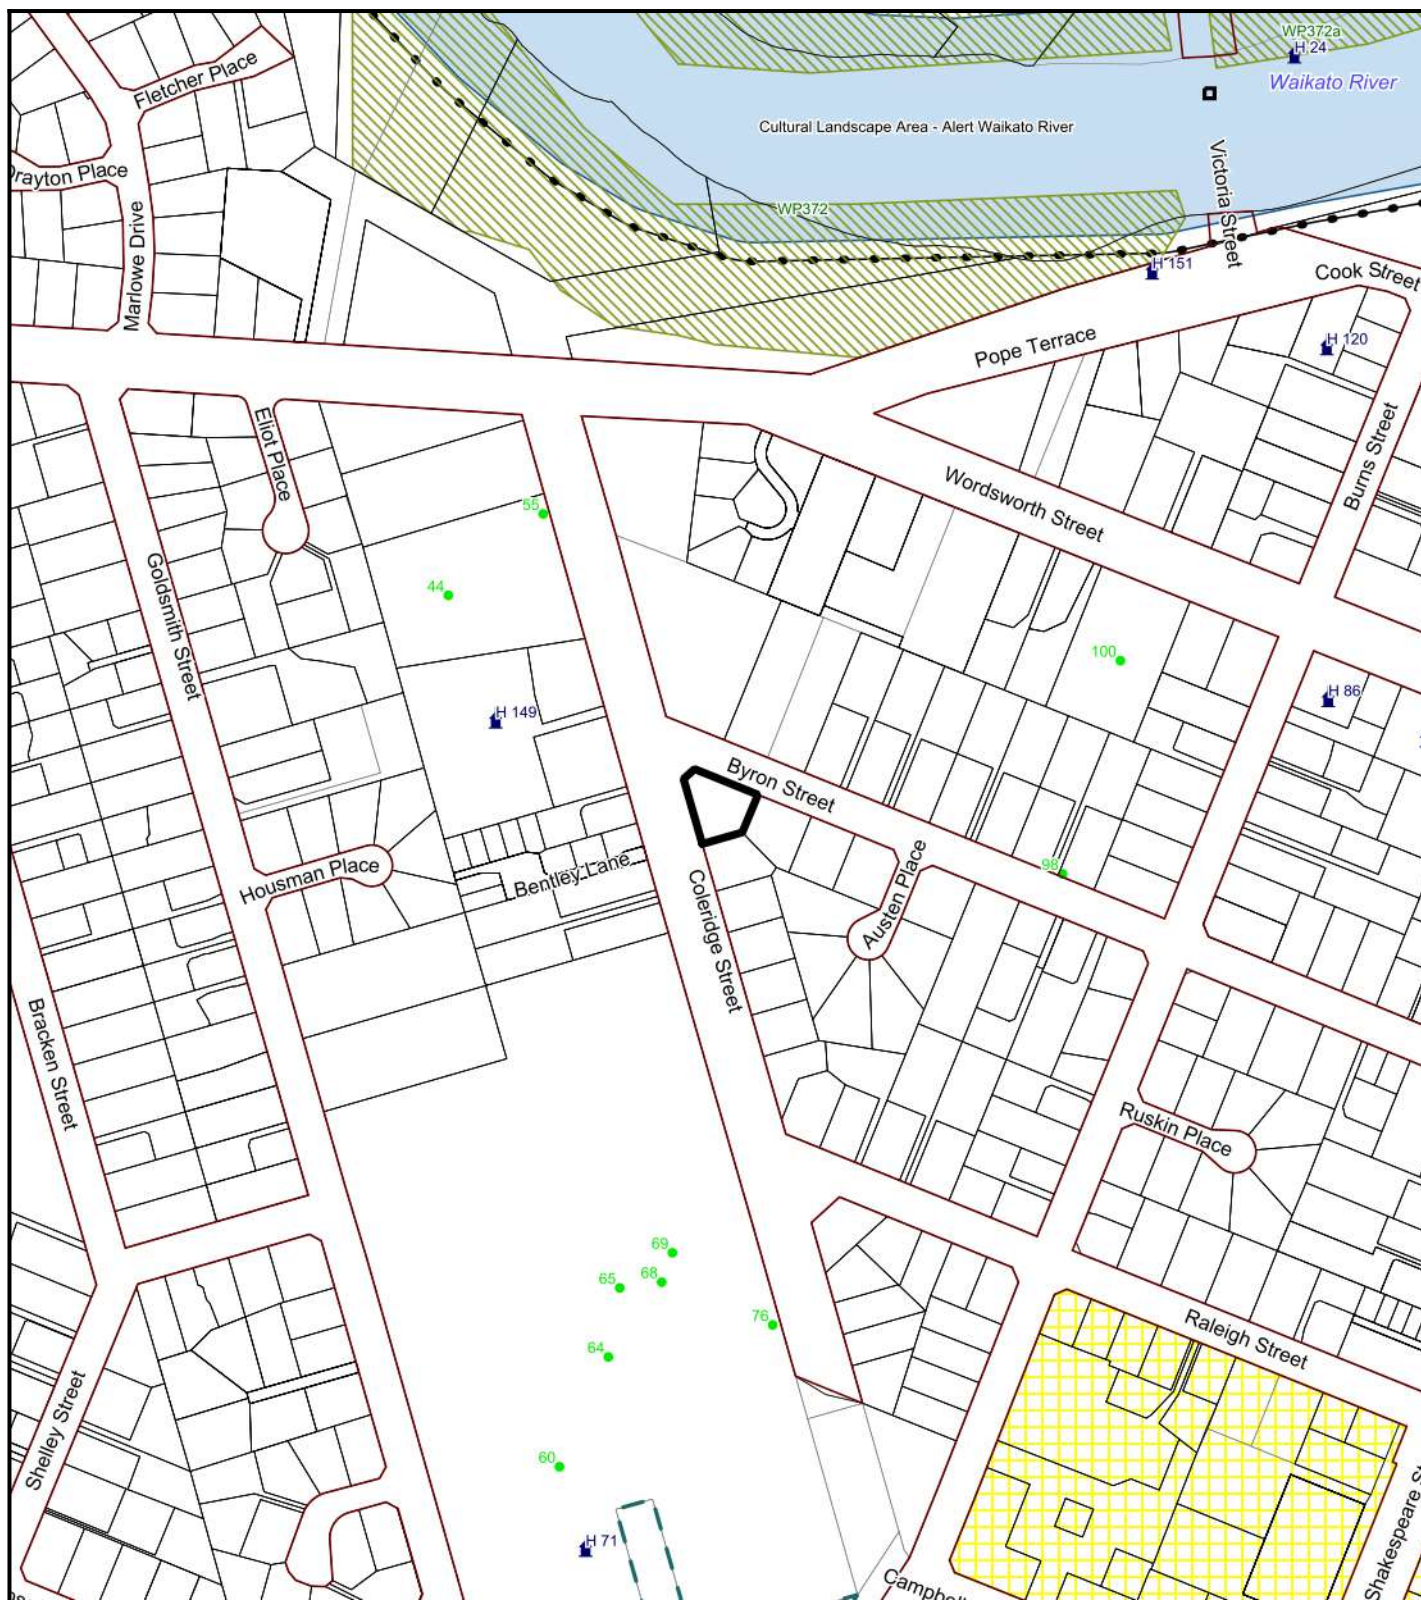 WP372a
H 24
Waikato River
Fletcher Place
Cultural Landscape Area - Alert Waikato River
Drayton Place
Victoria Street
WP372
Marlowe Drive
H 151
Cook Street
Pope Terrace
H 120
Eliot Place
Burns Street
Wordsworth Street
55
Goldsmith Street
44
100
H 149
H 86
Byron Street
Housman Place
Bentley Lane
98
Austen Place
Coleridge Street
Bracken Street
Ruskin Place
69
65
68
76
64
Raleigh Street
Shelley Street
60
H 71
Shakespeare
Campbell